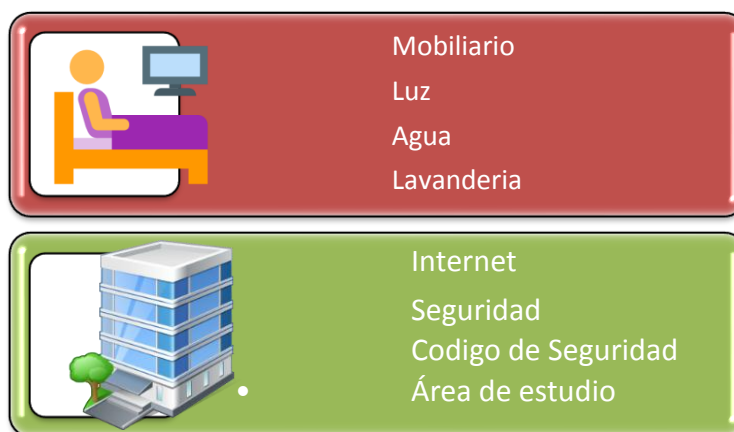 Mobiliario
Luz
Agua
Lavanderia
Internet
Seguridad
Codigo de Seguridad
Área de estudio